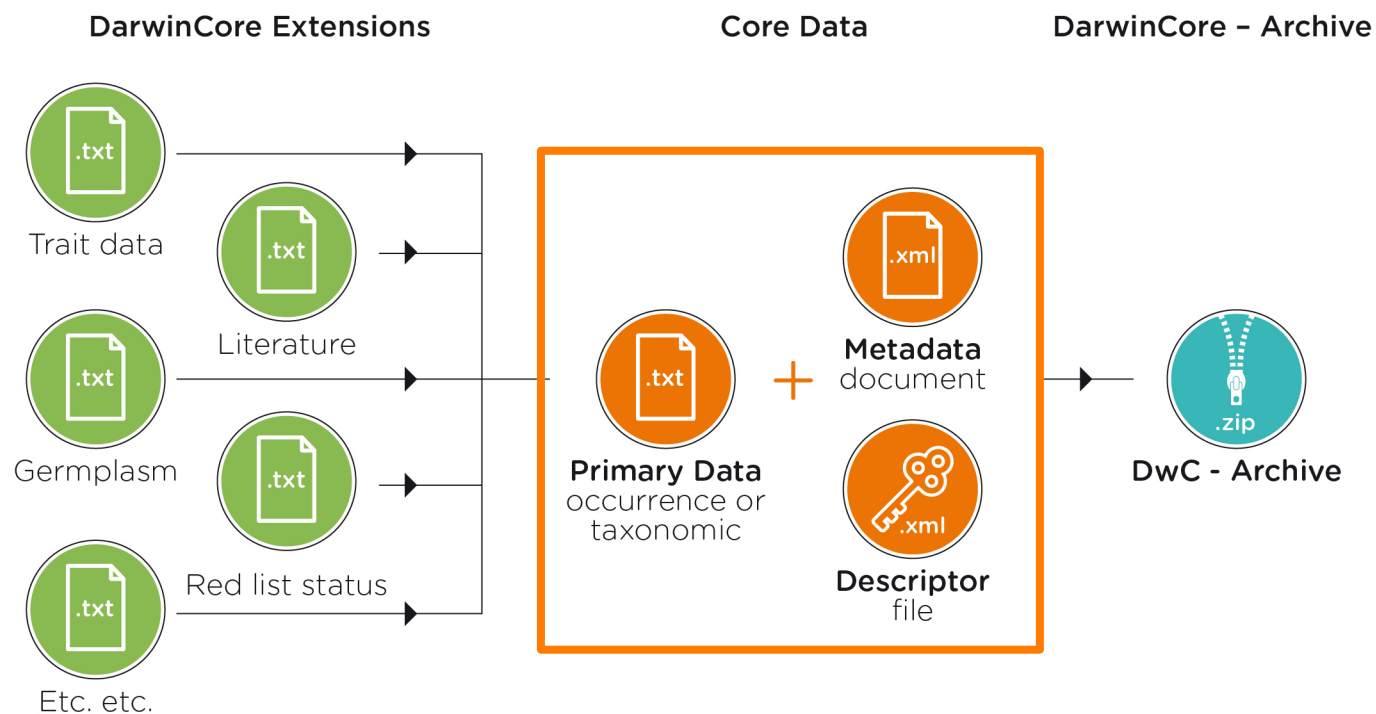 DarwinCore Extensions
Core Data
DarwinCore – Archive
.txt
Trait data
.txt
Literature
.txt
Germplasm
.txt
Red list status
.txt
Etc. etc.
.txt
Primary Data
occurrence or
taxonomic
+
.xml
Metadata
document
.xml
Descriptor
file
.zip
DwC - Archive